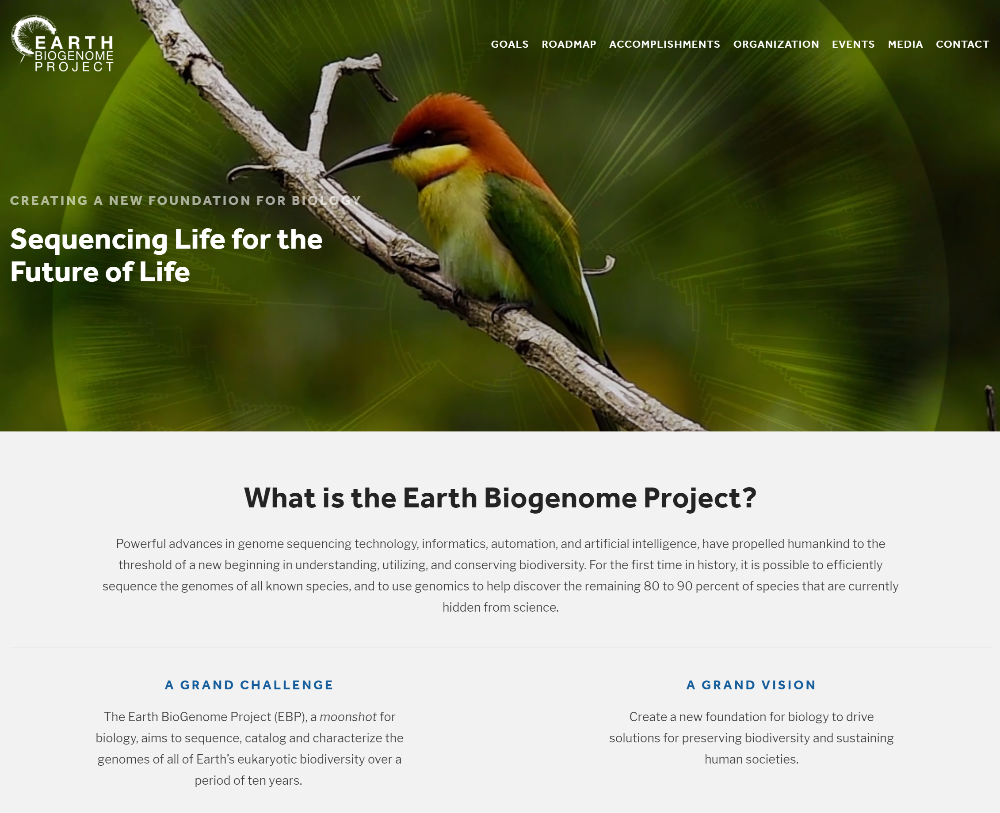 EARTH
BIOGENOME
PROJECT
GOALS ROADMAP ACCOMPLISHMENTS ORGANIZATION EVENTS MEDIA CONTACT
CREATING A NEW FOUNDATION FOR BIOLOGY
Sequencing Life for the
Future of Life
What is the Earth Biogenome Project?
Powerful advances in genome sequencing technology, informatics, automation, and artificial intelligence, have propelled humankind to the
threshold of a new beginning in understanding, utilizing, and conserving biodiversity. For the first time in history, it is possible to efficiently
sequence the genomes of all known species, and to use genomics to help discover the remaining 80 to 90 percent of species that are currently
hidden from science.
A GRAND CHALLENGE
The Earth BioGenome Project (EBP), a moonshot for
biology, aims to sequence, catalog and characterize the
genomes of all of Earth’s eukaryotic biodiversity over a
period of ten years.
A GRAND VISION
Create a new foundation for biology to drive
solutions for preserving biodiversity and sustaining
human societies.